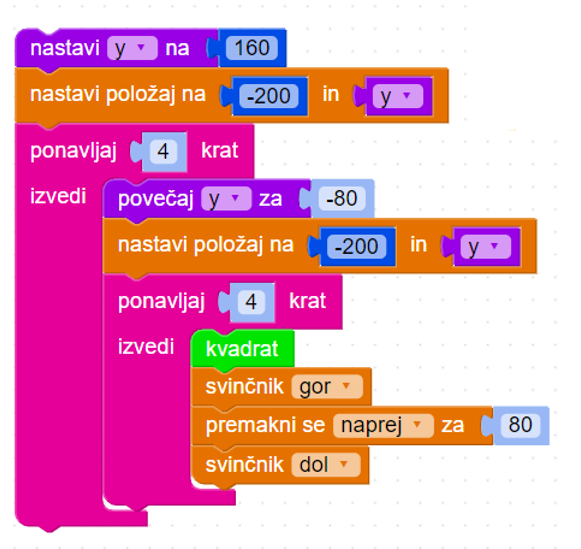 nastavi y na 160
nastavi položaj na -200 in y
ponavljaj 4 krat
izvedi povečaj y za -80
nastavi položaj na -200 in y
ponavljaj 4 krat
izvedi kvadrat
svinčnik gor
premakni se naprej za 80
svinčnik dol